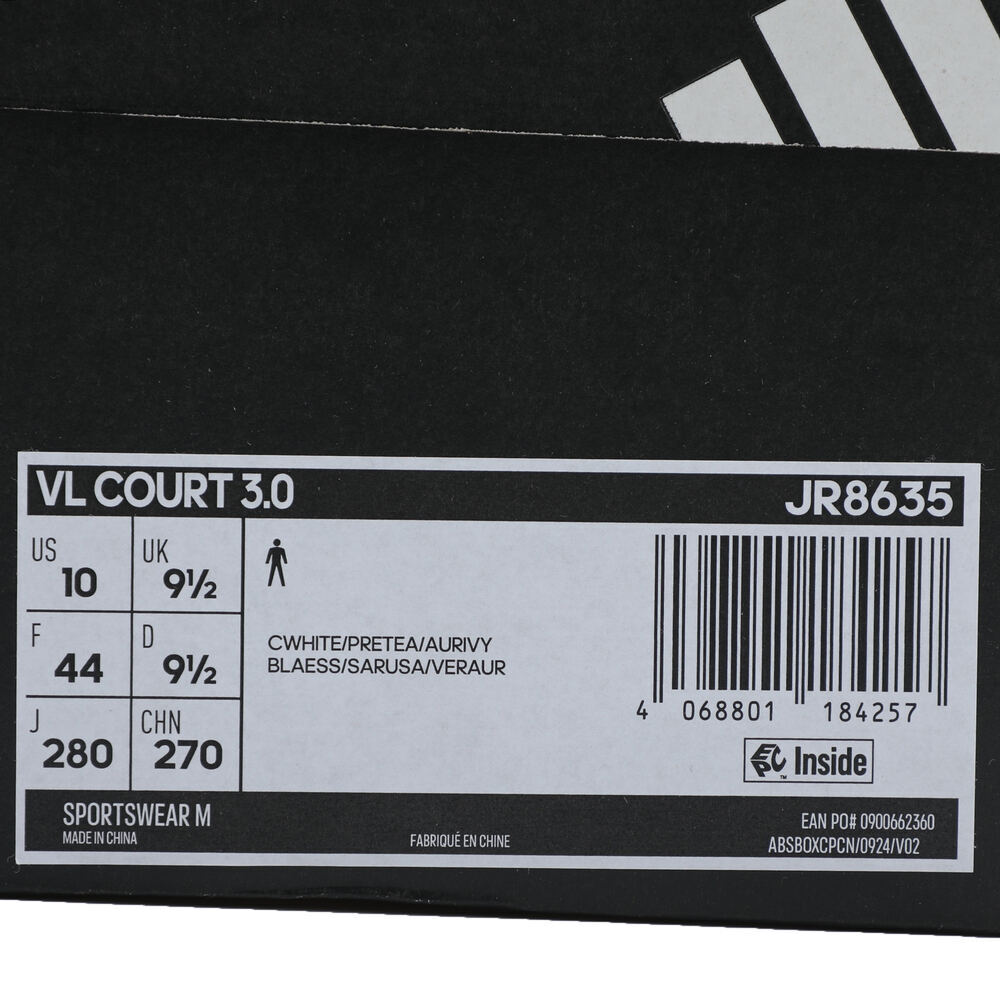 VL COURT 3.0
JR8635
US
10
UK
9½
F
44
D
9½
J
280
CHN
270
CWHITE/PRETEA/AURIVY
BLAESS/SARUSA/VERAUR
4 068801 184257
EPC™ Inside
SPORTSWEAR M
MADE IN CHINA
FABRIQUÉ EN CHINE
EAN PO# 0900662360
ABSBOXCPCN/0924/V02